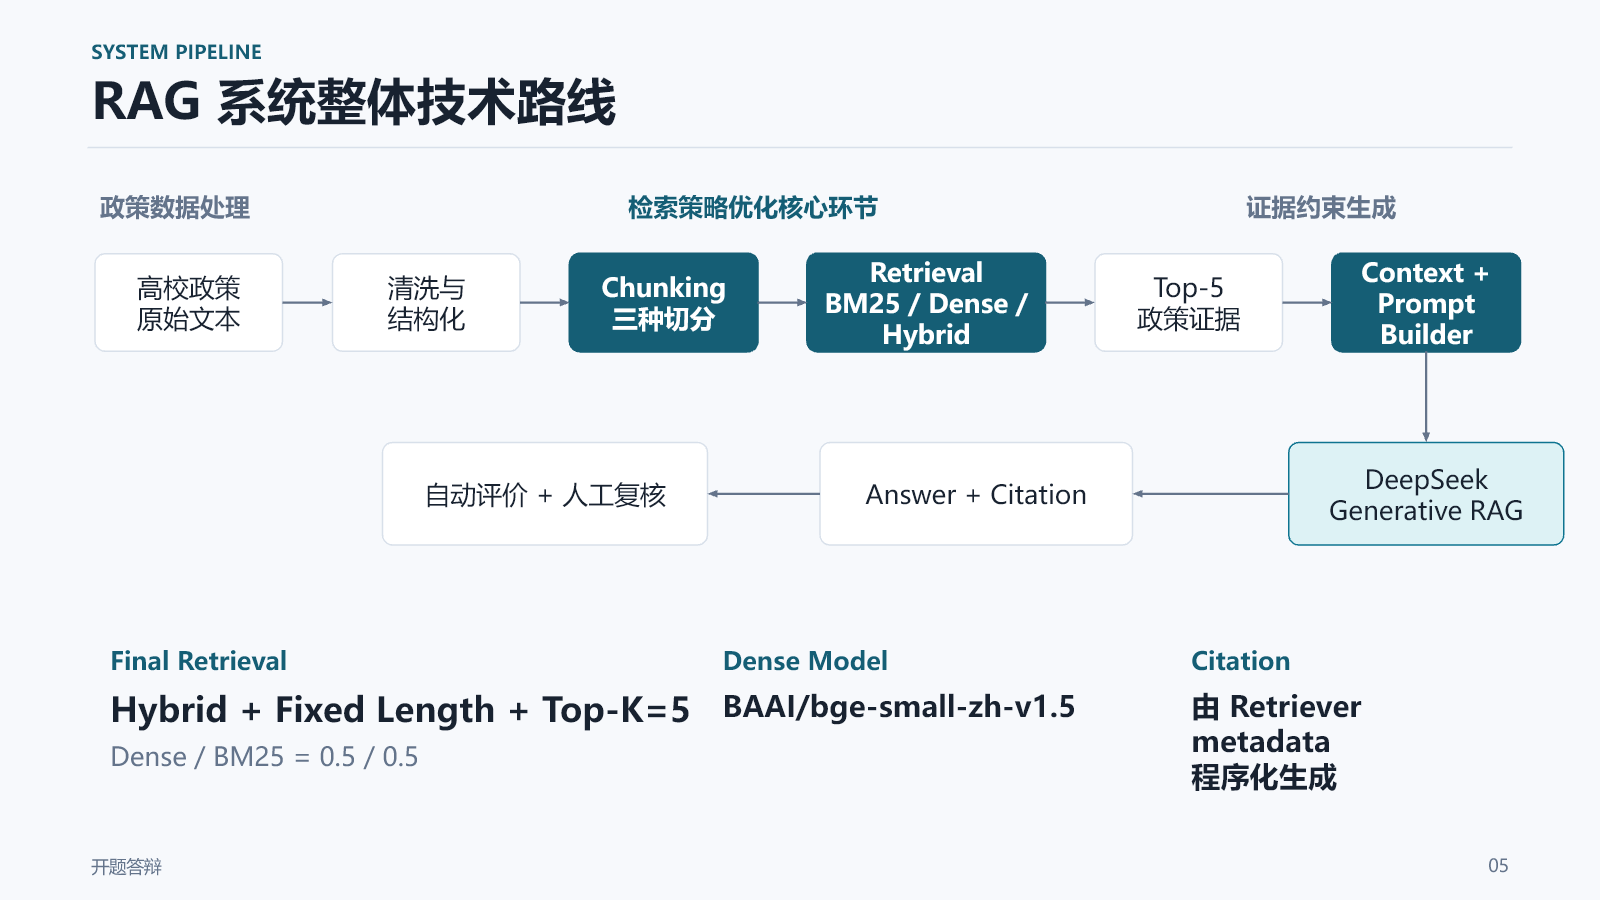 SYSTEM PIPELINE
RAG 系统整体技术路线
政策数据处理
检索策略优化核心环节
证据约束生成
高校政策
原始文本
清洗与
结构化
Chunking
三种切分
Retrieval
BM25 / Dense /
Hybrid
Top-5
政策证据
Context +
Prompt
Builder
自动评价 + 人工复核
Answer + Citation
DeepSeek
Generative RAG
Final Retrieval
Hybrid + Fixed Length + Top-K=5
Dense / BM25 = 0.5 / 0.5
Dense Model
BAAI/bge-small-zh-v1.5
Citation
由 Retriever
metadata
程序化生成
开题答辩
05